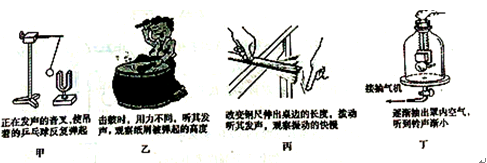 正在发声的音叉,使吊
着的乒乓球反复弹起
甲
击鼓时,用力不同,听其发
声,观察纸屑被弹起的高度
乙
改变钢尺伸出桌边的长度,拨动
听其发声,观察振动的快慢
丙
接抽气机
逐渐抽出罩内空气,
听到铃声渐小
丁